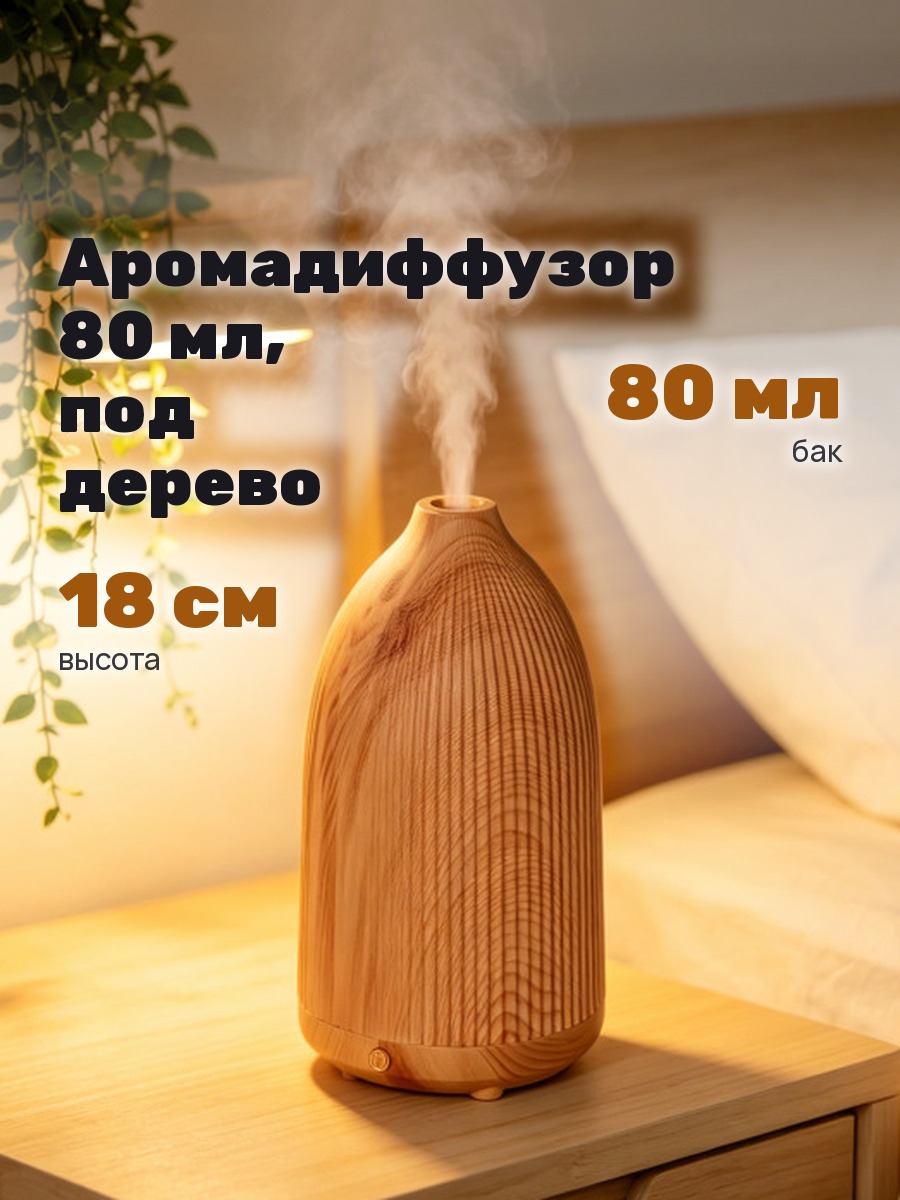 Аромадиффузор
80 мл,
под
дерево
80 мл
бак
18 см
высота